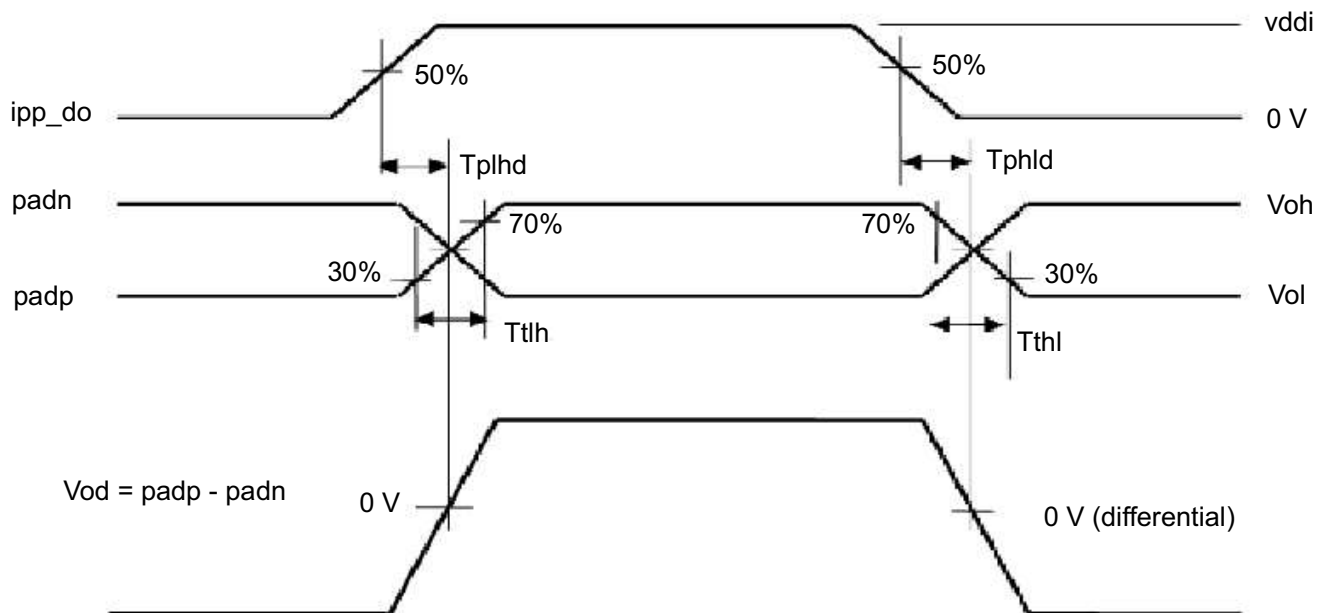 vddi
50%
50%
ipp_do
0 V
Tplhd
Tphld
padn
Voh
70%
70%
30%
30%
padp
Vol
Ttlh
Tthl
Vod = padp - padn
0 V
0 V (differential)